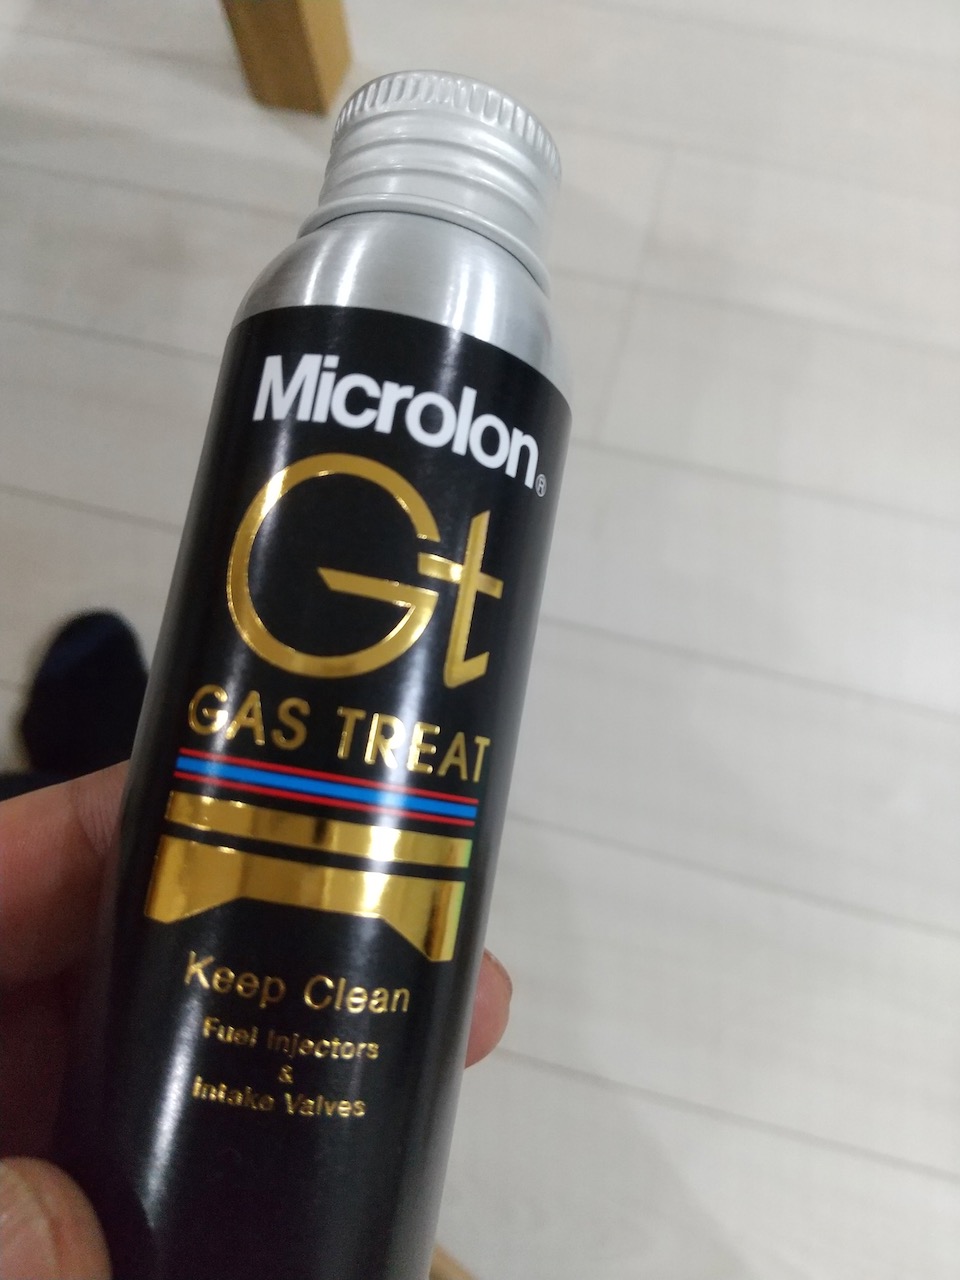 Microlon®
Gt
GAS TREAT
Keep Clean
Fuel Injectors
&
Intake Valves